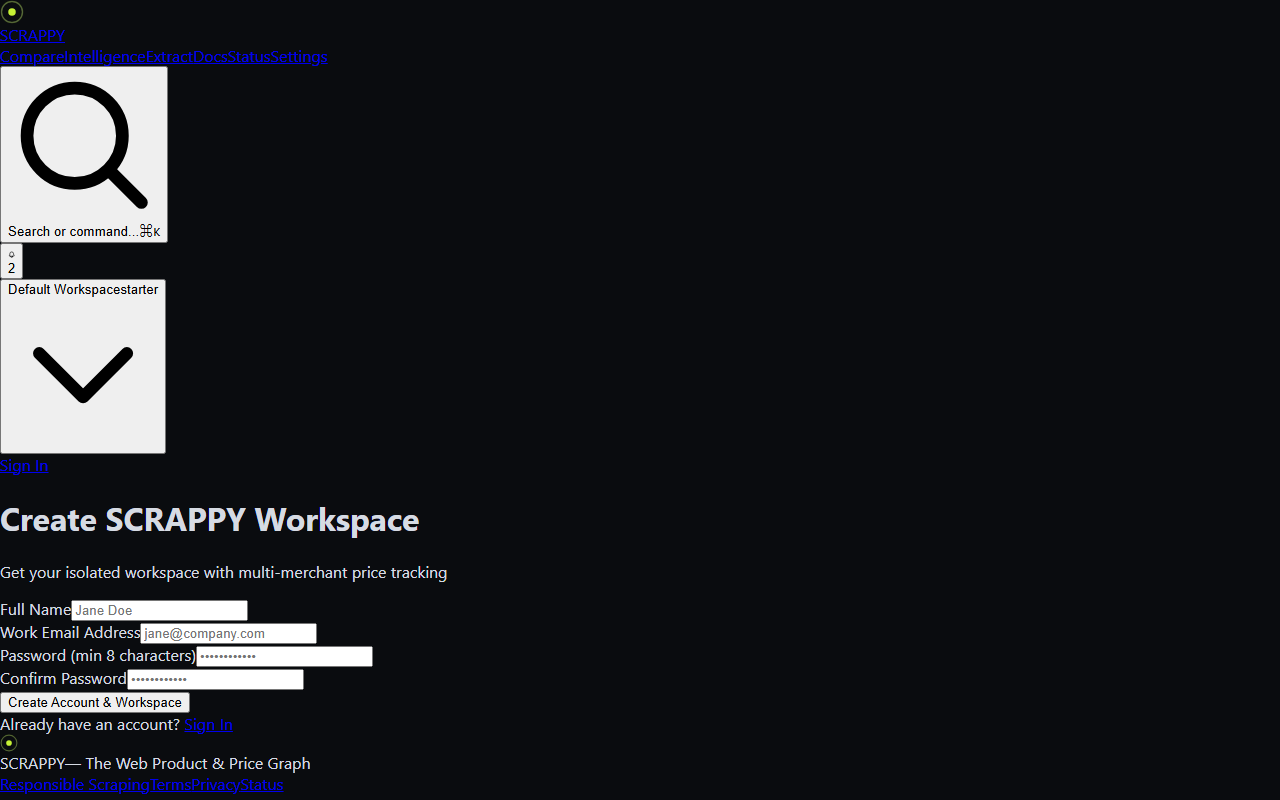 SCRAPPY
CompareIntelligenceExtractDocsStatusSettings
Search or command...⌘K
2
Default Workspacestarter
Sign In
Create SCRAPPY Workspace
Get your isolated workspace with multi-merchant price tracking
Full Name Jane Doe
Work Email Address jane@company.com
Password (min 8 characters) ••••••••••••
Confirm Password ••••••••••••
Create Account & Workspace
Already have an account? Sign In
SCRAPPY— The Web Product & Price Graph
Responsible ScrapingTermsPrivacyStatus